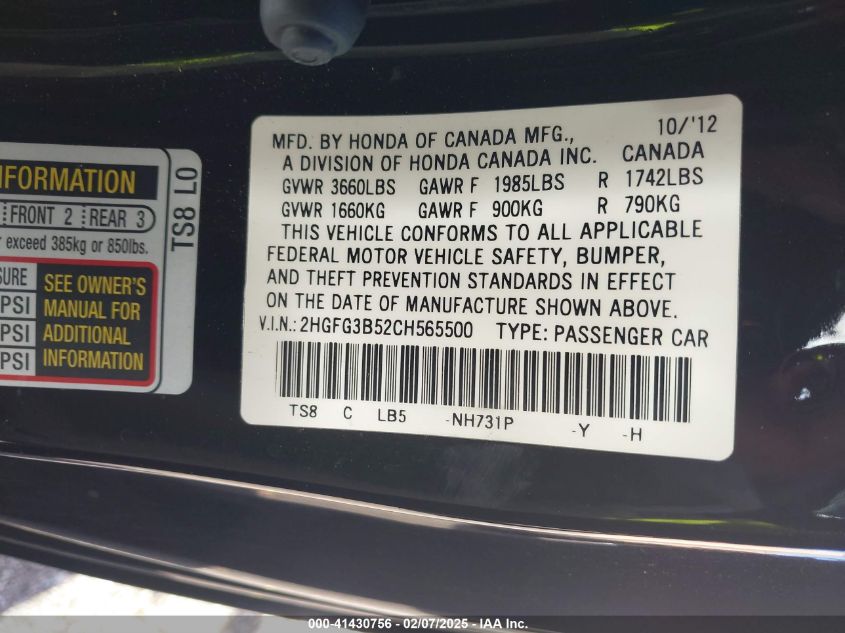 NFORMATION
FRONT 2 REAR 3
exceed 385kg or 850lbs.
SURE
PSI
PSI
PSI
SEE OWNER'S
MANUAL FOR
ADDITIONAL
INFORMATION
TS8 LO
10/'12
MFD. BY HONDA OF CANADA MFG.,
A DIVISION OF HONDA CANADA INC. CANADA
GVWR 3660LBS GAWR F 1985LBS R 1742LBS
GVWR 1660KG GAWR F 900KG R 790KG
THIS VEHICLE CONFORMS TO ALL APPLICABLE
FEDERAL MOTOR VEHICLE SAFETY, BUMPER,
AND THEFT PREVENTION STANDARDS IN EFFECT
ON THE DATE OF MANUFACTURE SHOWN ABOVE.
V.I.N.: 2HGFG3B52CH565500 TYPE: PASSENGER CAR
TS8 C LB5 -NH731P -Y -H
000-41430756 - 02/07/2025 - IAA Inc.